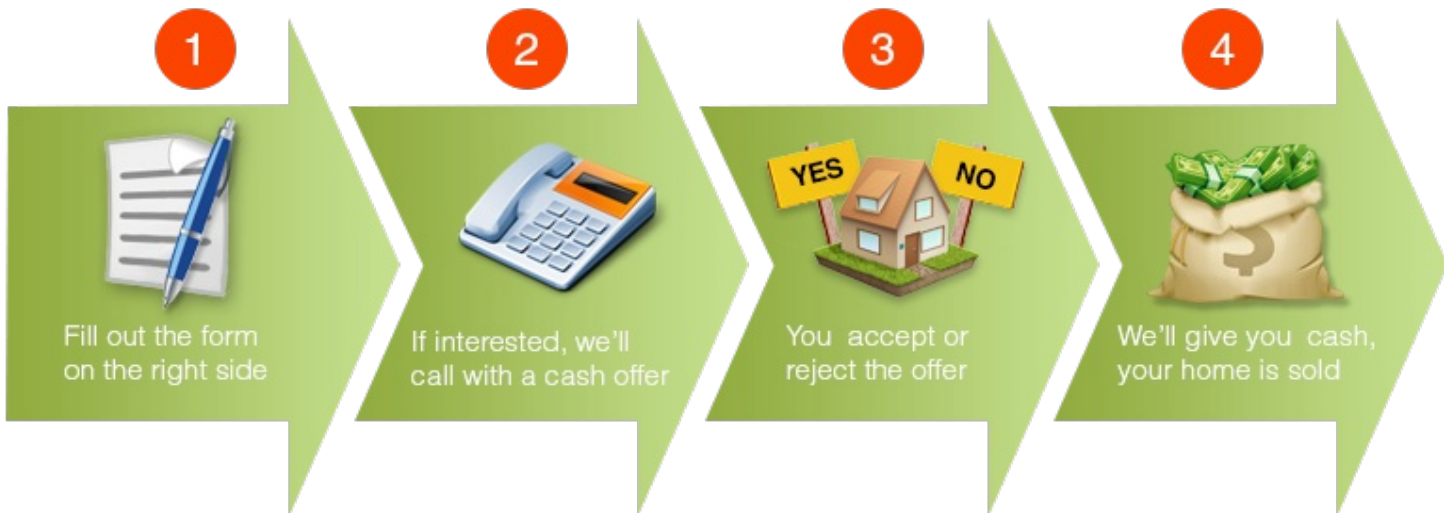 1
Fill out the form
on the right side
2
If interested, we'll
call with a cash offer
3
YES
NO
You accept or
reject the offer
4
$
We'll give you cash,
your home is sold